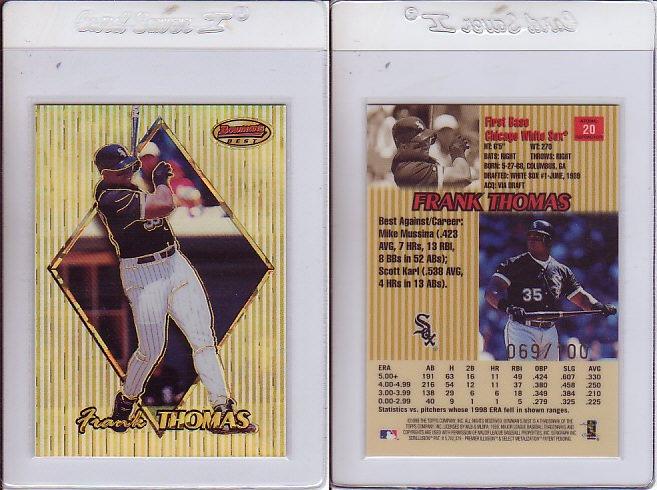 Card Saver I®
BOWMAN'S
BEST
Frank THOMAS
Card Saver I®
First Base
Chicago White Sox®
HT: 6'5" WT: 270
BATS: RIGHT THROWS: RIGHT
BORN: 5-27-68, COLUMBUS, GA
DRAFTED: WHITE SOX #1-JUNE, 1989
ACQ: VIA DRAFT
ATOMIC
20
REFRACTOR
FRANK THOMAS
Best Against/Career:
Mike Mussina (.423
AVG, 7 HRs, 13 RBI,
8 BBs in 52 ABs);
Scott Karl (.538 AVG,
4 HRs in 13 ABs).
35
Sox
069/100
ERA AB H 2B HR RBI OBP SLG AVG
5.00+ 191 63 16 11 49 .424 .607 .330
4.00-4.99 216 54 12 11 37 .380 .458 .250
3.00-3.99 138 29 6 6 18 .349 .384 .210
0.00-2.99 40 9 1 1 5 .279 .325 .225
Statistics vs. pitchers whose 1998 ERA fell in shown ranges.